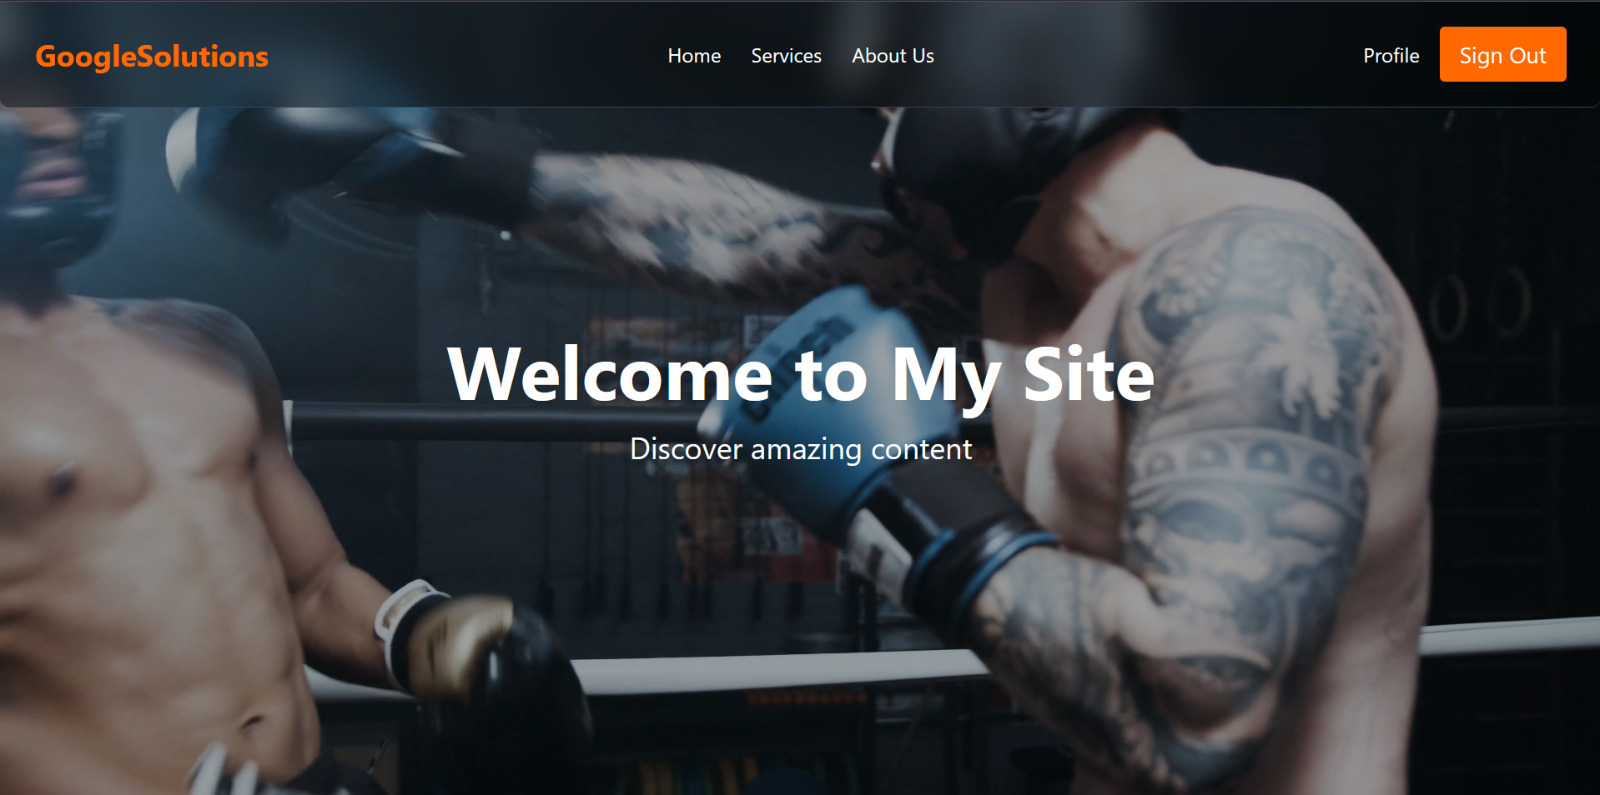 GoogleSolutions
Home Services About Us
Profile Sign Out
Welcome to My Site
Discover amazing content